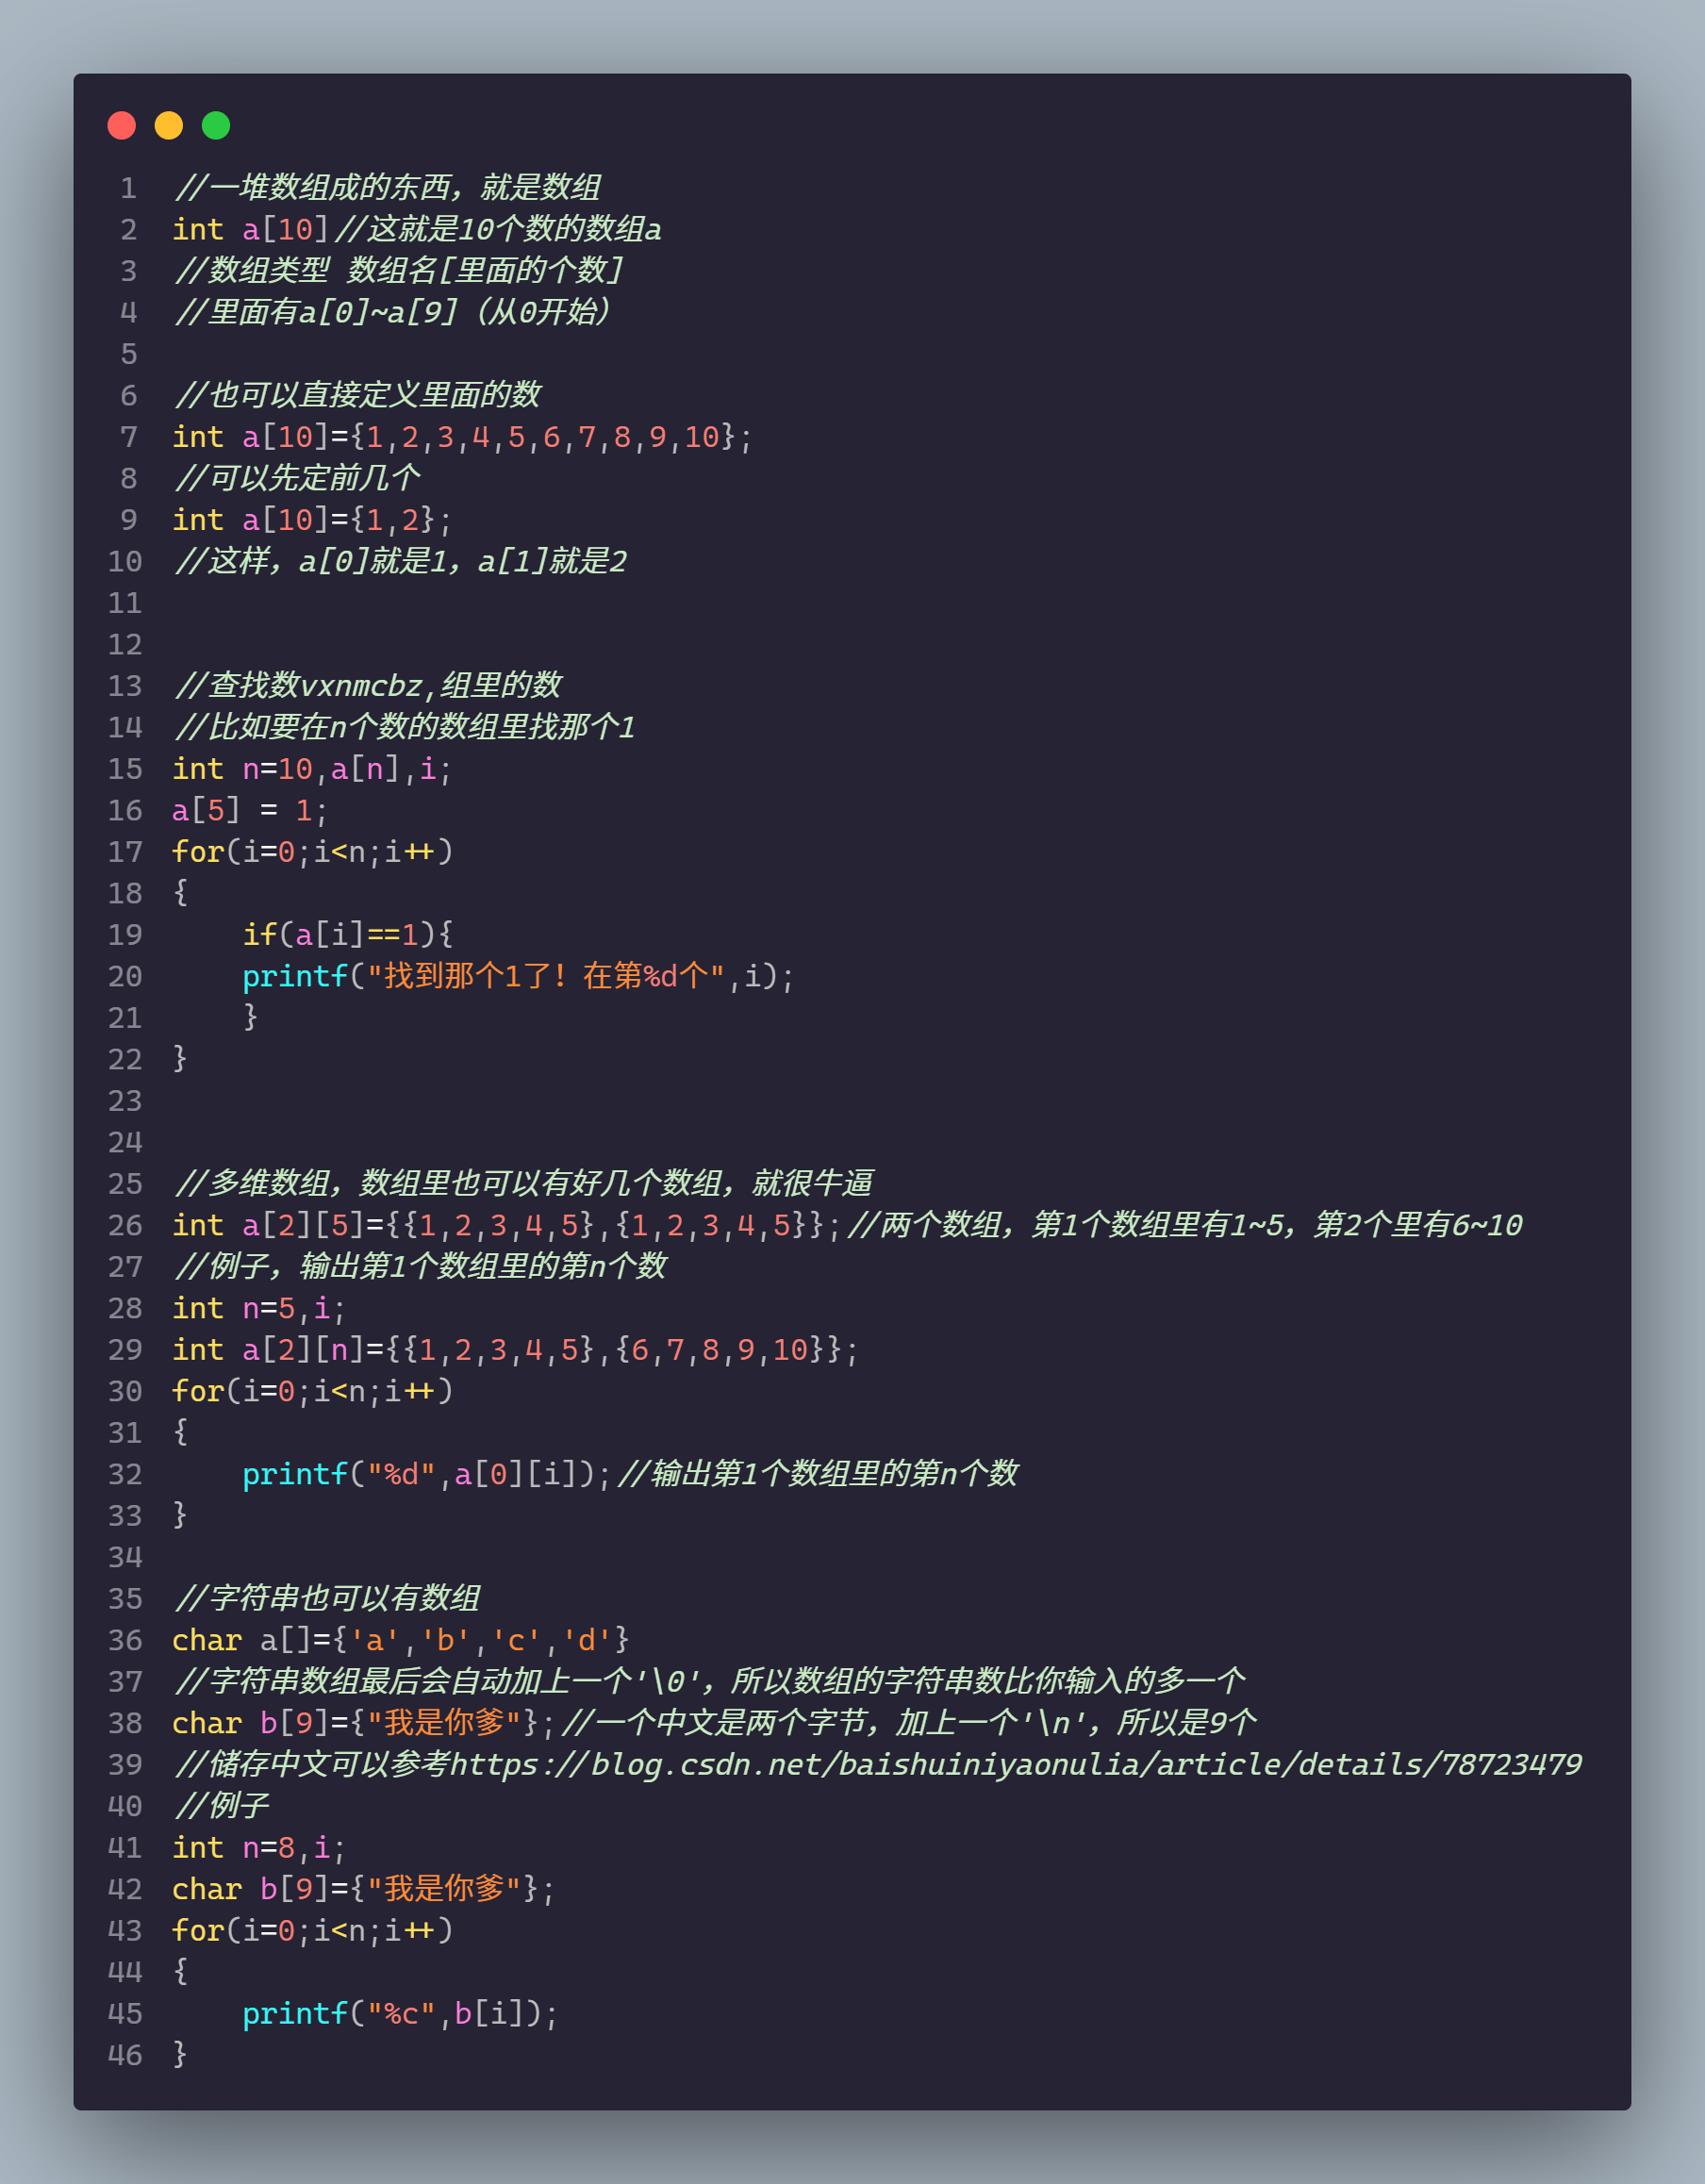 1 //一堆数组成的东西，就是数组
2 int a[10]//这就是10个数的数组a
3 //数组类型 数组名[里面的个数]
4 //里面有a[0]~a[9]（从0开始）
5
6 //也可以直接定义里面的数
7 int a[10]={1,2,3,4,5,6,7,8,9,10};
8 //可以先定前几个
9 int a[10]={1,2};
10 //这样，a[0]就是1，a[1]就是2
11
12
13 //查找数vxnmcbz,组里的数
14 //比如要在n个数的数组里找那个1
15 int n=10,a[n],i;
16 a[5] = 1;
17 for(i=0;i<n;i++)
18 {
19     if(a[i]==1){
20     printf("找到那个1了！在第%d个",i);
21     }
22 }
23
24
25 //多维数组，数组里也可以有好几个数组，就很牛逼
26 int a[2][5]={{1,2,3,4,5},{1,2,3,4,5}};//两个数组，第1个数组里有1~5，第2个里有6~10
27 //例子，输出第1个数组里的第n个数
28 int n=5,i;
29 int a[2][n]={{1,2,3,4,5},{6,7,8,9,10}};
30 for(i=0;i<n;i++)
31 {
32     printf("%d",a[0][i]);//输出第1个数组里的第n个数
33 }
34
35 //字符串也可以有数组
36 char a[]={'a','b','c','d'}
37 //字符串数组最后会自动加上一个'\0'，所以数组的字符串数比你输入的多一个
38 char b[9]={"我是你爹"};//一个中文是两个字节，加上一个'\n'，所以是9个
39 //储存中文可以参考https://blog.csdn.net/baishuiniyaonulia/article/details/78723479
40 //例子
41 int n=8,i;
42 char b[9]={"我是你爹"};
43 for(i=0;i<n;i++)
44 {
45     printf("%c",b[i]);
46 }